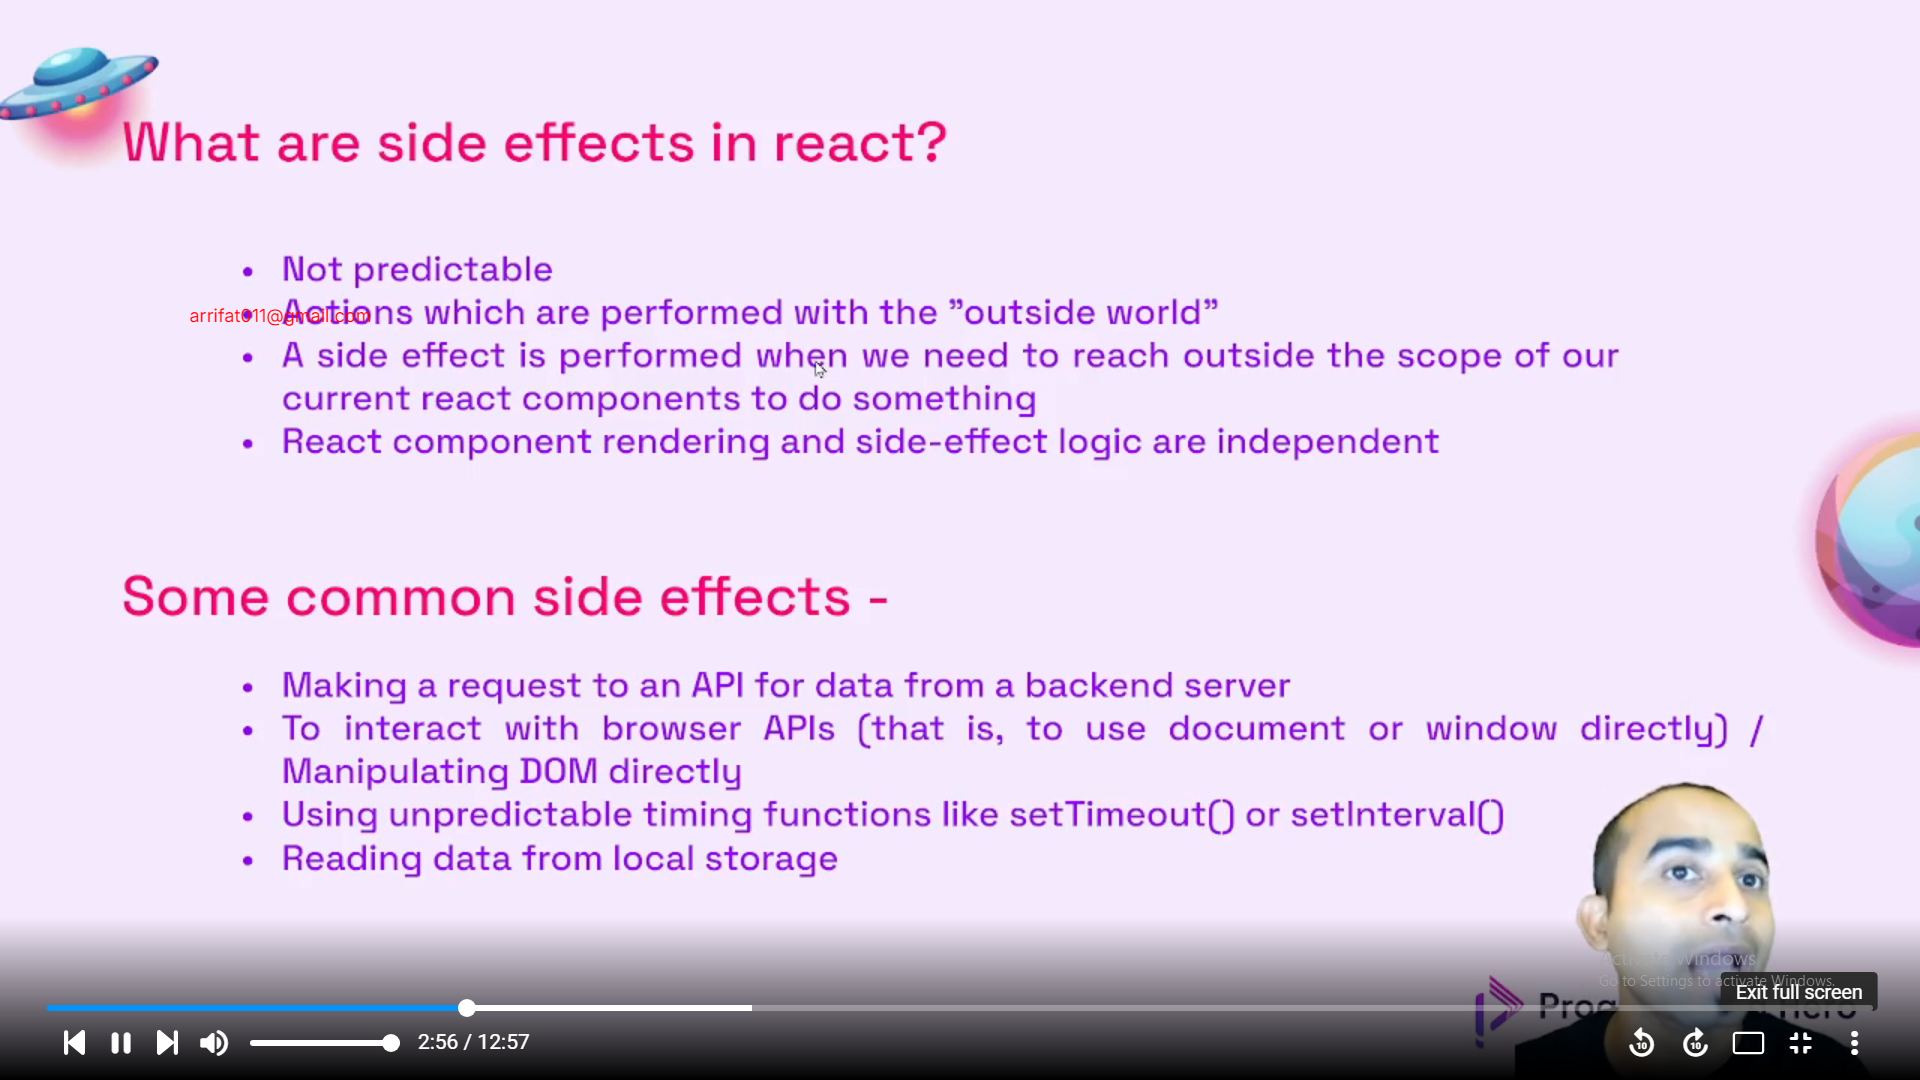 What are side effects in react?
• Not predictable
• Actions which are performed with the ”outside world”
arrifat011@gmail.com
• A side effect is performed when we need to reach outside the scope of our
current react components to do something
• React component rendering and side-effect logic are independent
Some common side effects -
• Making a request to an API for data from a backend server
• To interact with browser APIs (that is, to use document or window directly) /
Manipulating DOM directly
• Using unpredictable timing functions like setTimeout() or setInterval()
• Reading data from local storage
Activate Windows
Go to Settings to activate Windows.
Exit full screen
2:56 / 12:57
10
10